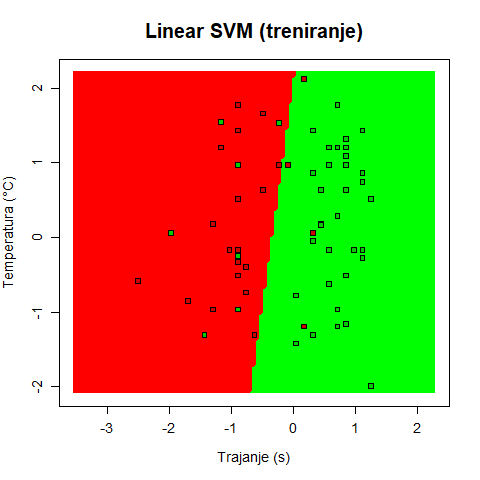 Linear SVM (treniranje)
Temperatura (°C)
2
1
0
-1
-2
-3 -2 -1 0 1 2
Trajanje (s)